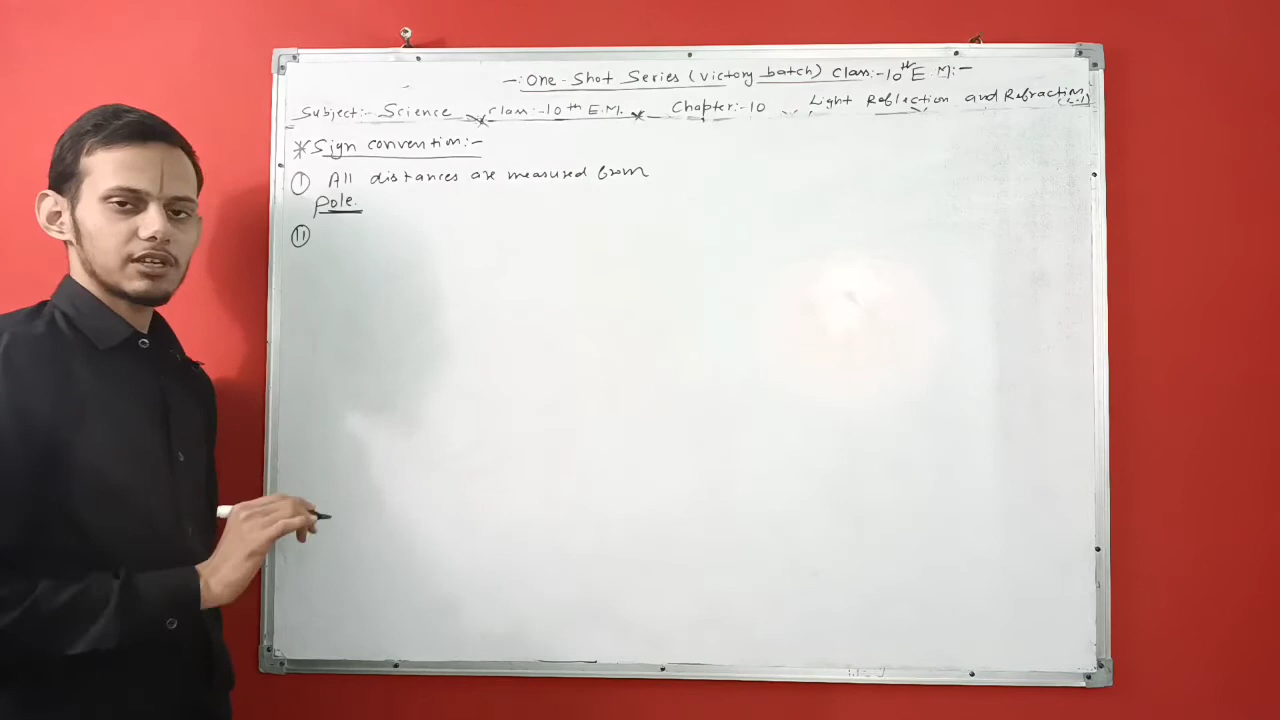 -: One-Shot Series (Victory batch) Class:-10th E.M:-
Subject:- Science Class:-10th E.M. Chapter:-10 Light Reflection and Refraction (L-1)
*Sign convention:-
(I) All distances are measured from
Pole.
(II)